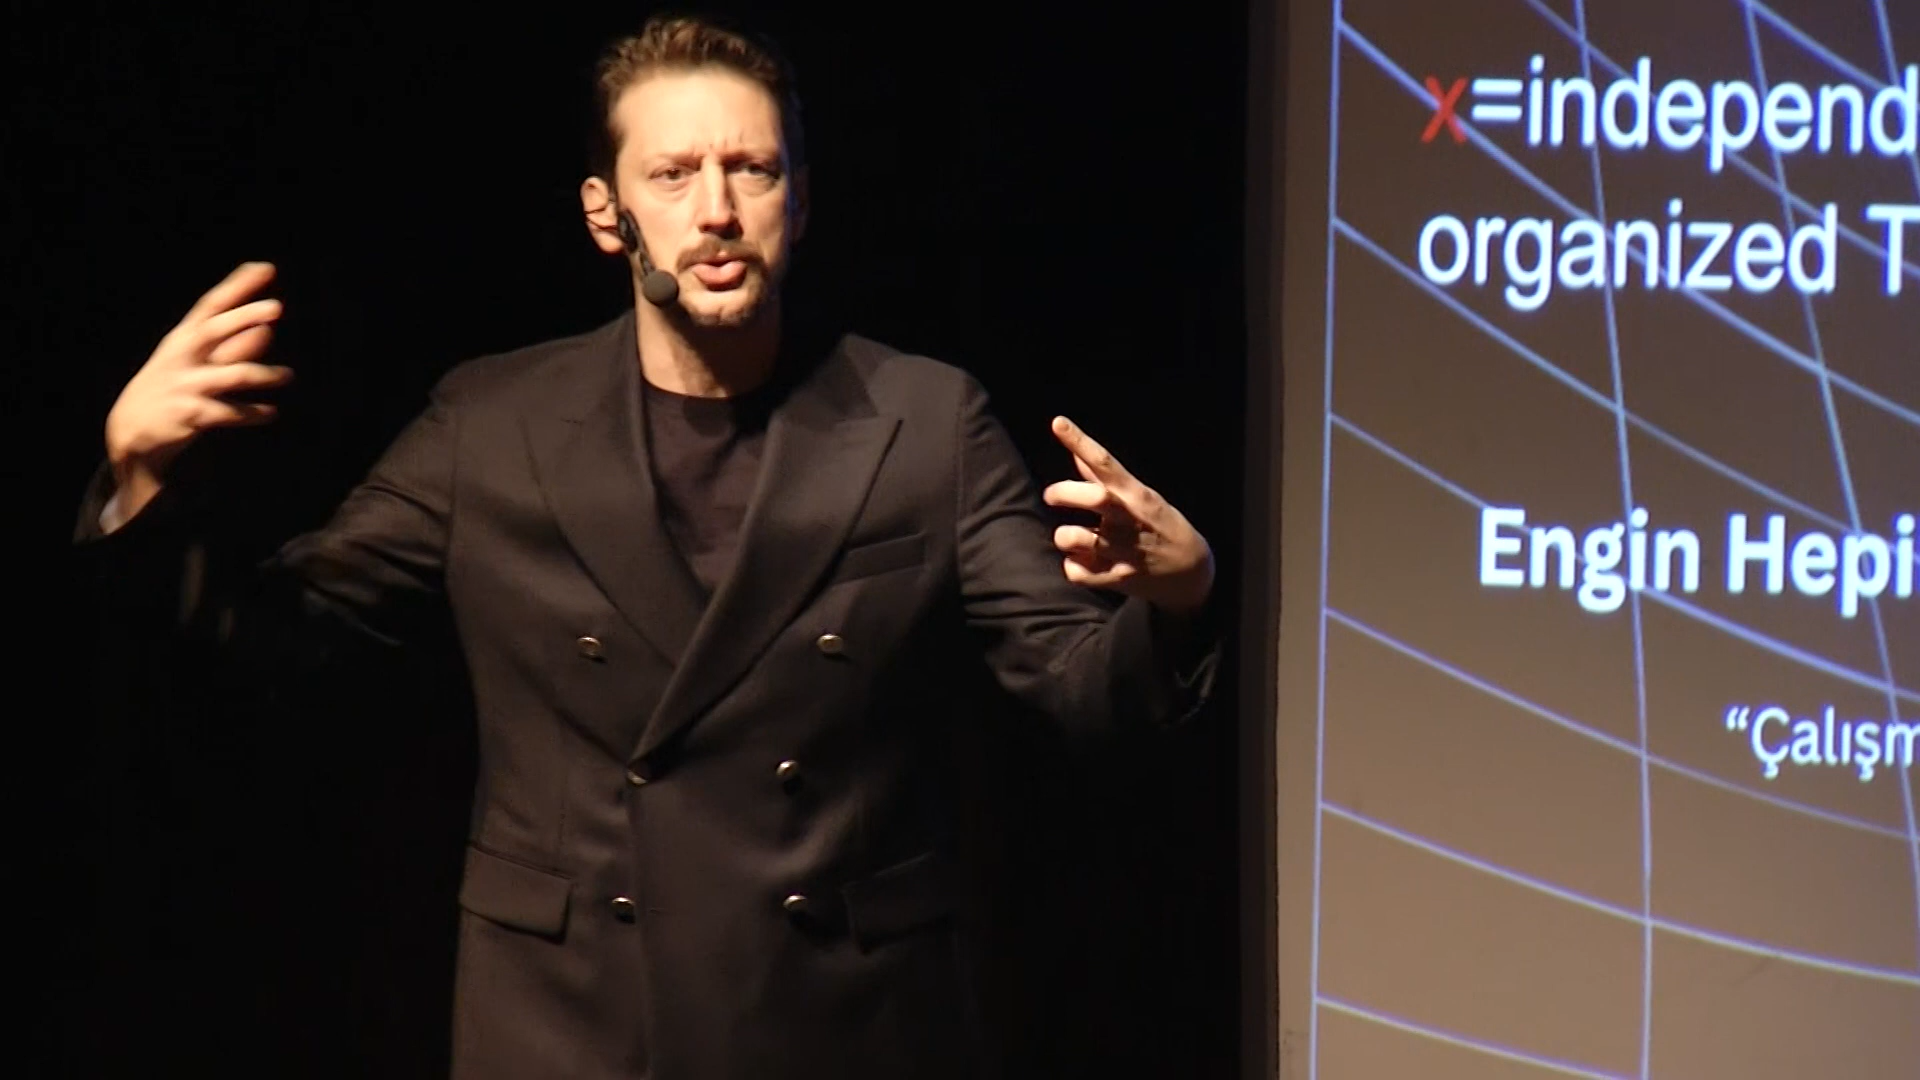 x=independ
organized T
Engin Hepi
“Çalışm